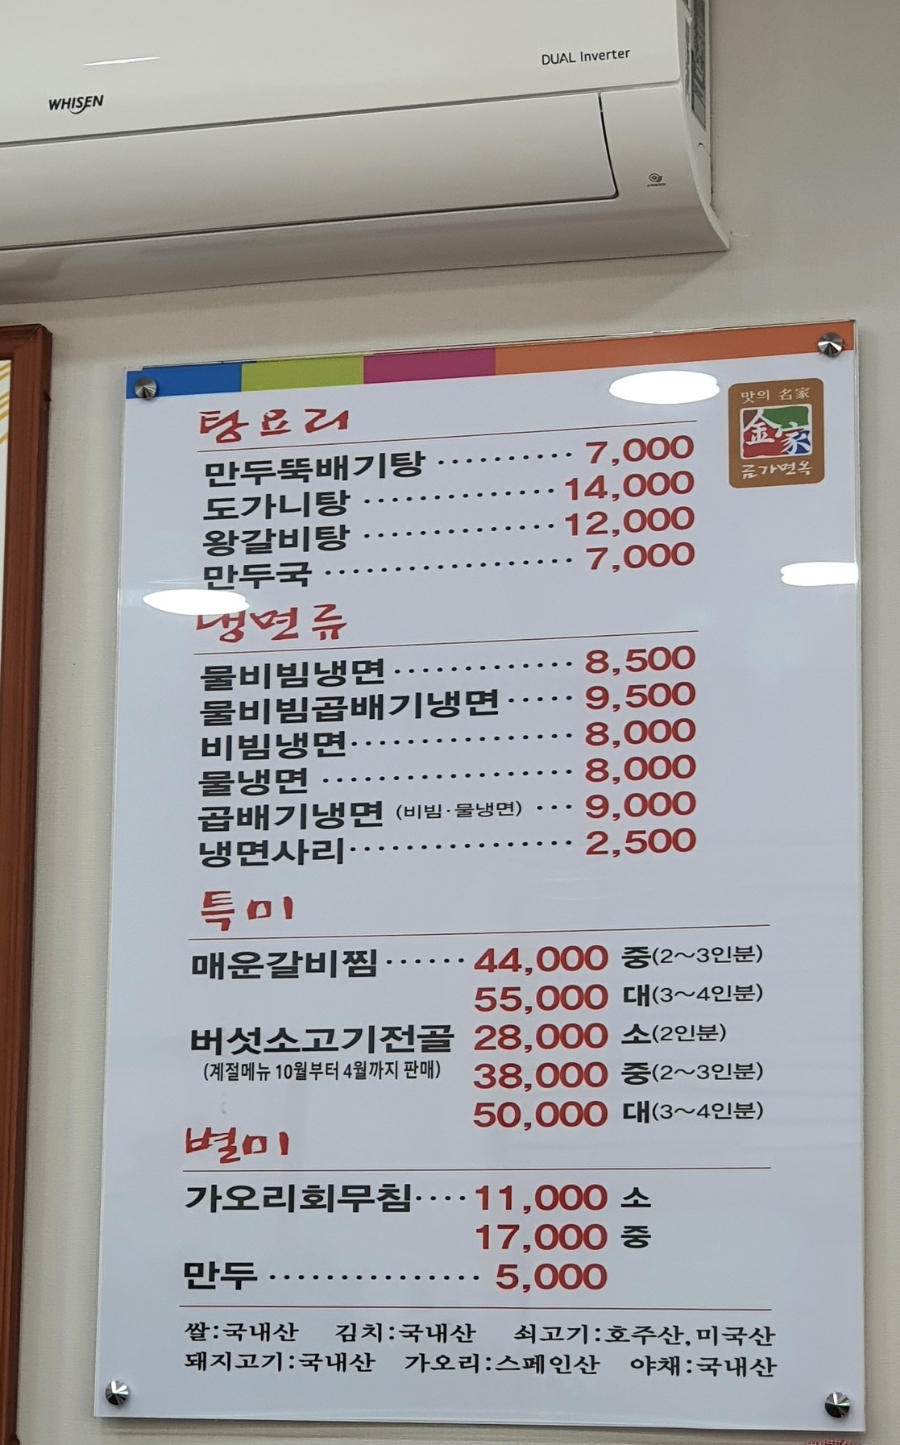 WHISEN
DUAL Inverter
맛의 名家
金家
금가면옥
탕요리
만두뚝배기탕 ·········· 7,000
도가니탕 ················ 14,000
왕갈비탕 ················ 12,000
만두국 ·················· 7,000
냉면류
물비빔냉면 ············· 8,500
물비빔곱배기냉면 ····· 9,500
비빔냉면 ················ 8,000
물냉면 ·················· 8,000
곱배기냉면 (비빔·물냉면) ··· 9,000
냉면사리 ················ 2,500
특미
매운갈비찜 ······ 44,000 중(2~3인분)
55,000 대(3~4인분)
버섯소고기전골 28,000 소(2인분)
(계절메뉴 10월부터 4월까지 판매) 38,000 중(2~3인분)
50,000 대(3~4인분)
별미
가오리회무침 ···· 11,000 소
17,000 중
만두 ··············· 5,000
쌀:국내산 김치:국내산 쇠고기:호주산,미국산
돼지고기:국내산 가오리:스페인산 야채:국내산